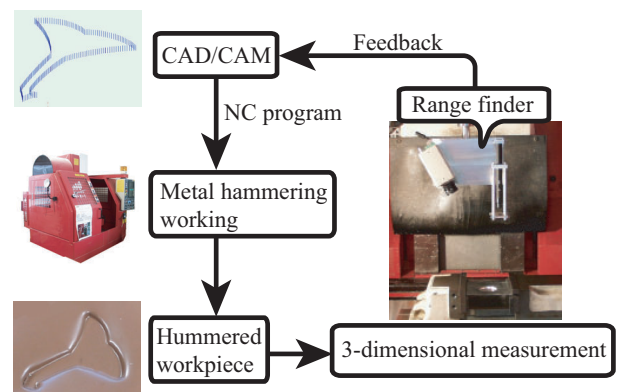 CAD/CAM
Feedback
NC program
Range finder
Metal hammering
working
Hummered
workpiece
3-dimensional measurement